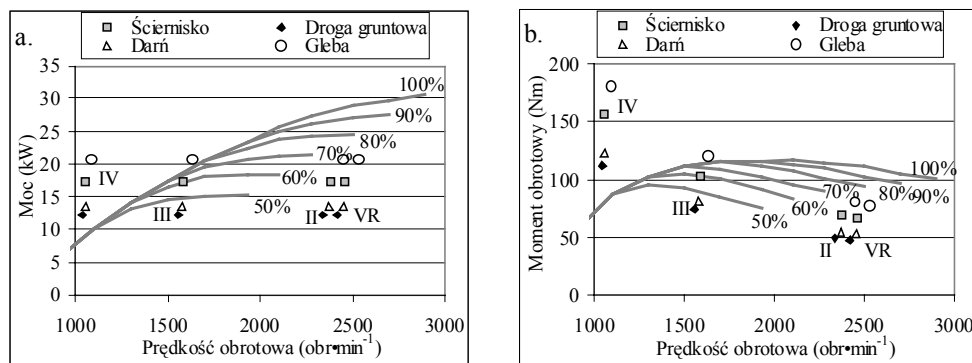 a.
Ściernisko Droga gruntowa
Darń Gleba
Moc (kW)
35
30
25
20
15
10
5
0
100%
90%
80%
70%
60%
50%
IV
III
II
VR
1000 1500 2000 2500 3000
Prędkość obrotowa (obr•min-1)
b.
Ściernisko Droga gruntowa
Darń Gleba
Moment obrotowy (Nm)
200
150
100
50
0
IV
III
II
VR
100%
90%
80%
70%
60%
50%
1000 1500 2000 2500 3000
Prędkość obrotowa (obr•min-1)